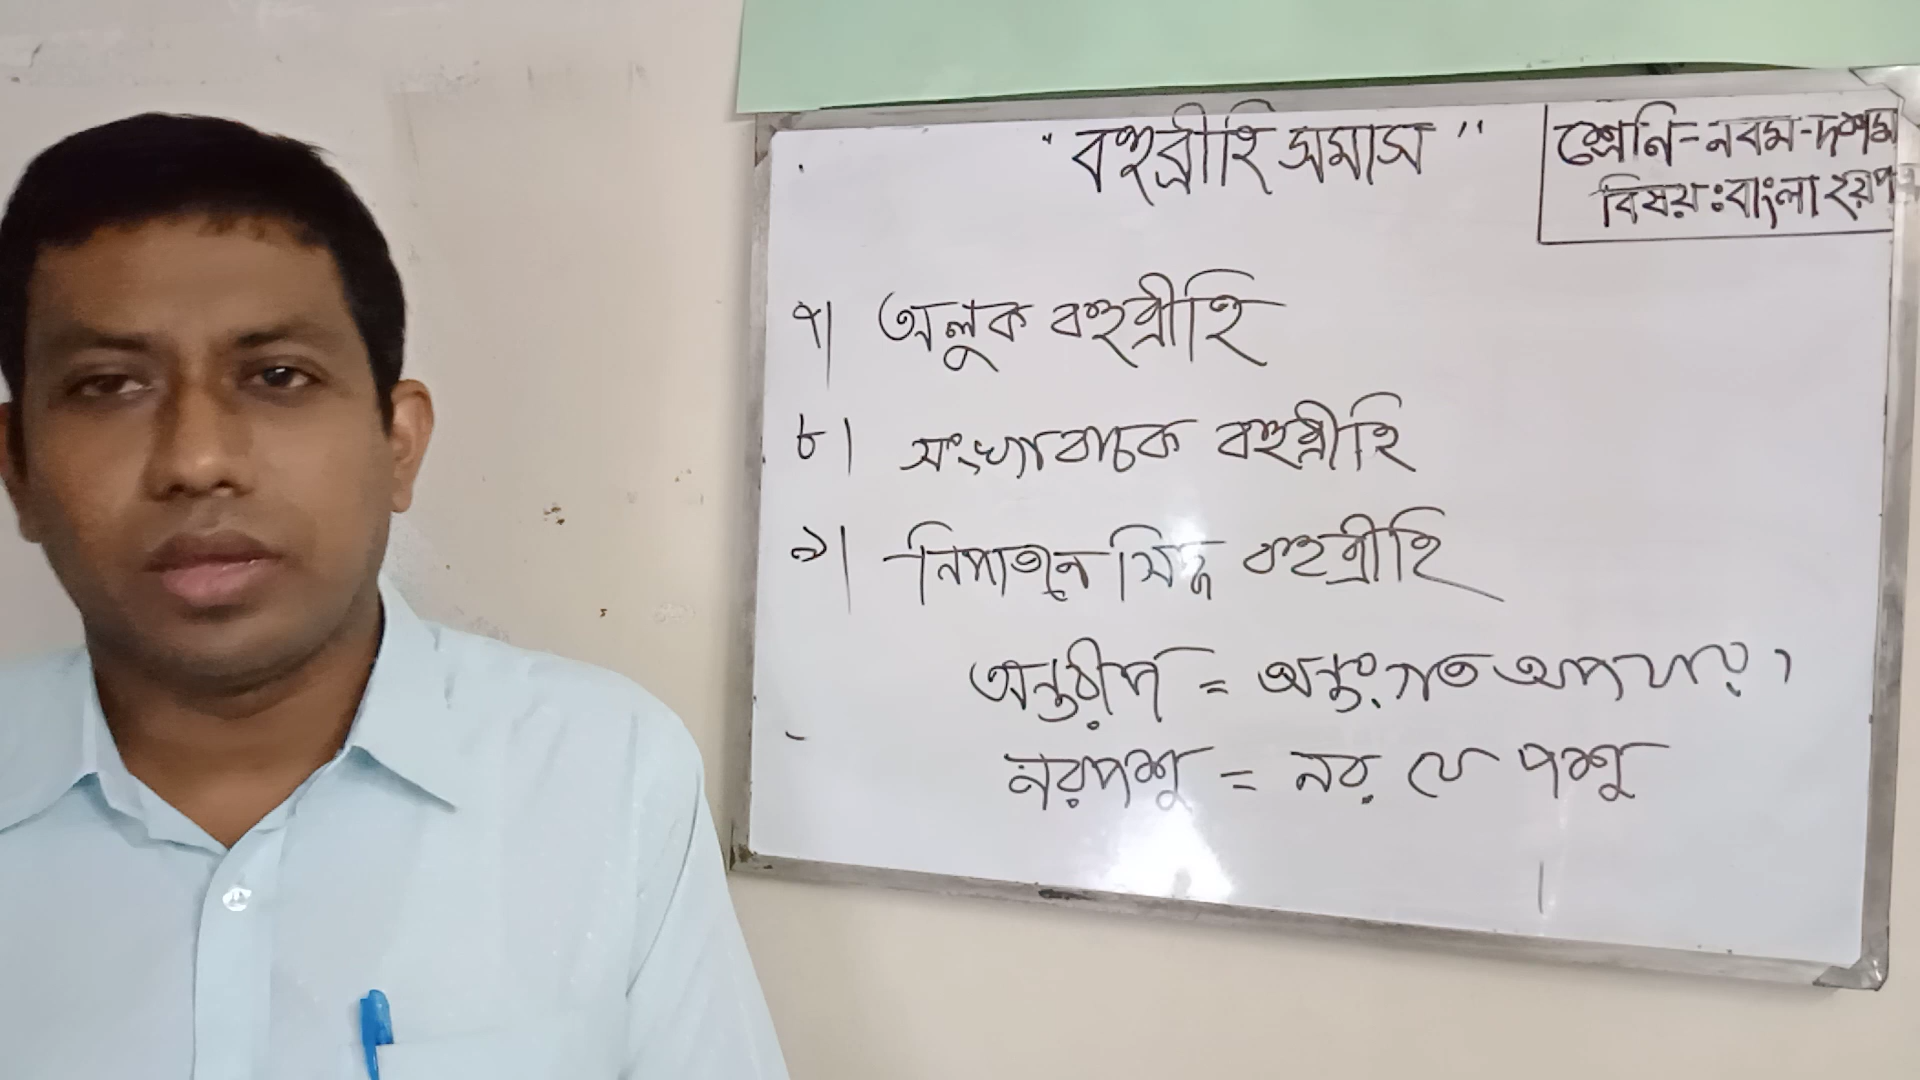 "বহুব্রীহি সমাস"
শ্রেনি=নবম-দশম
বিষয়ঃবাংলা ২য়প
৭| অলুক বহুব্রীহি
৮| সংখ্যাবাচক বহুব্রীহি
৯| নিপাতনে সিদ্ধ বহুব্রীহি
অন্তরীপ = অন্তঃর্গত অপ যার।
নরপশু = নর যে পশু